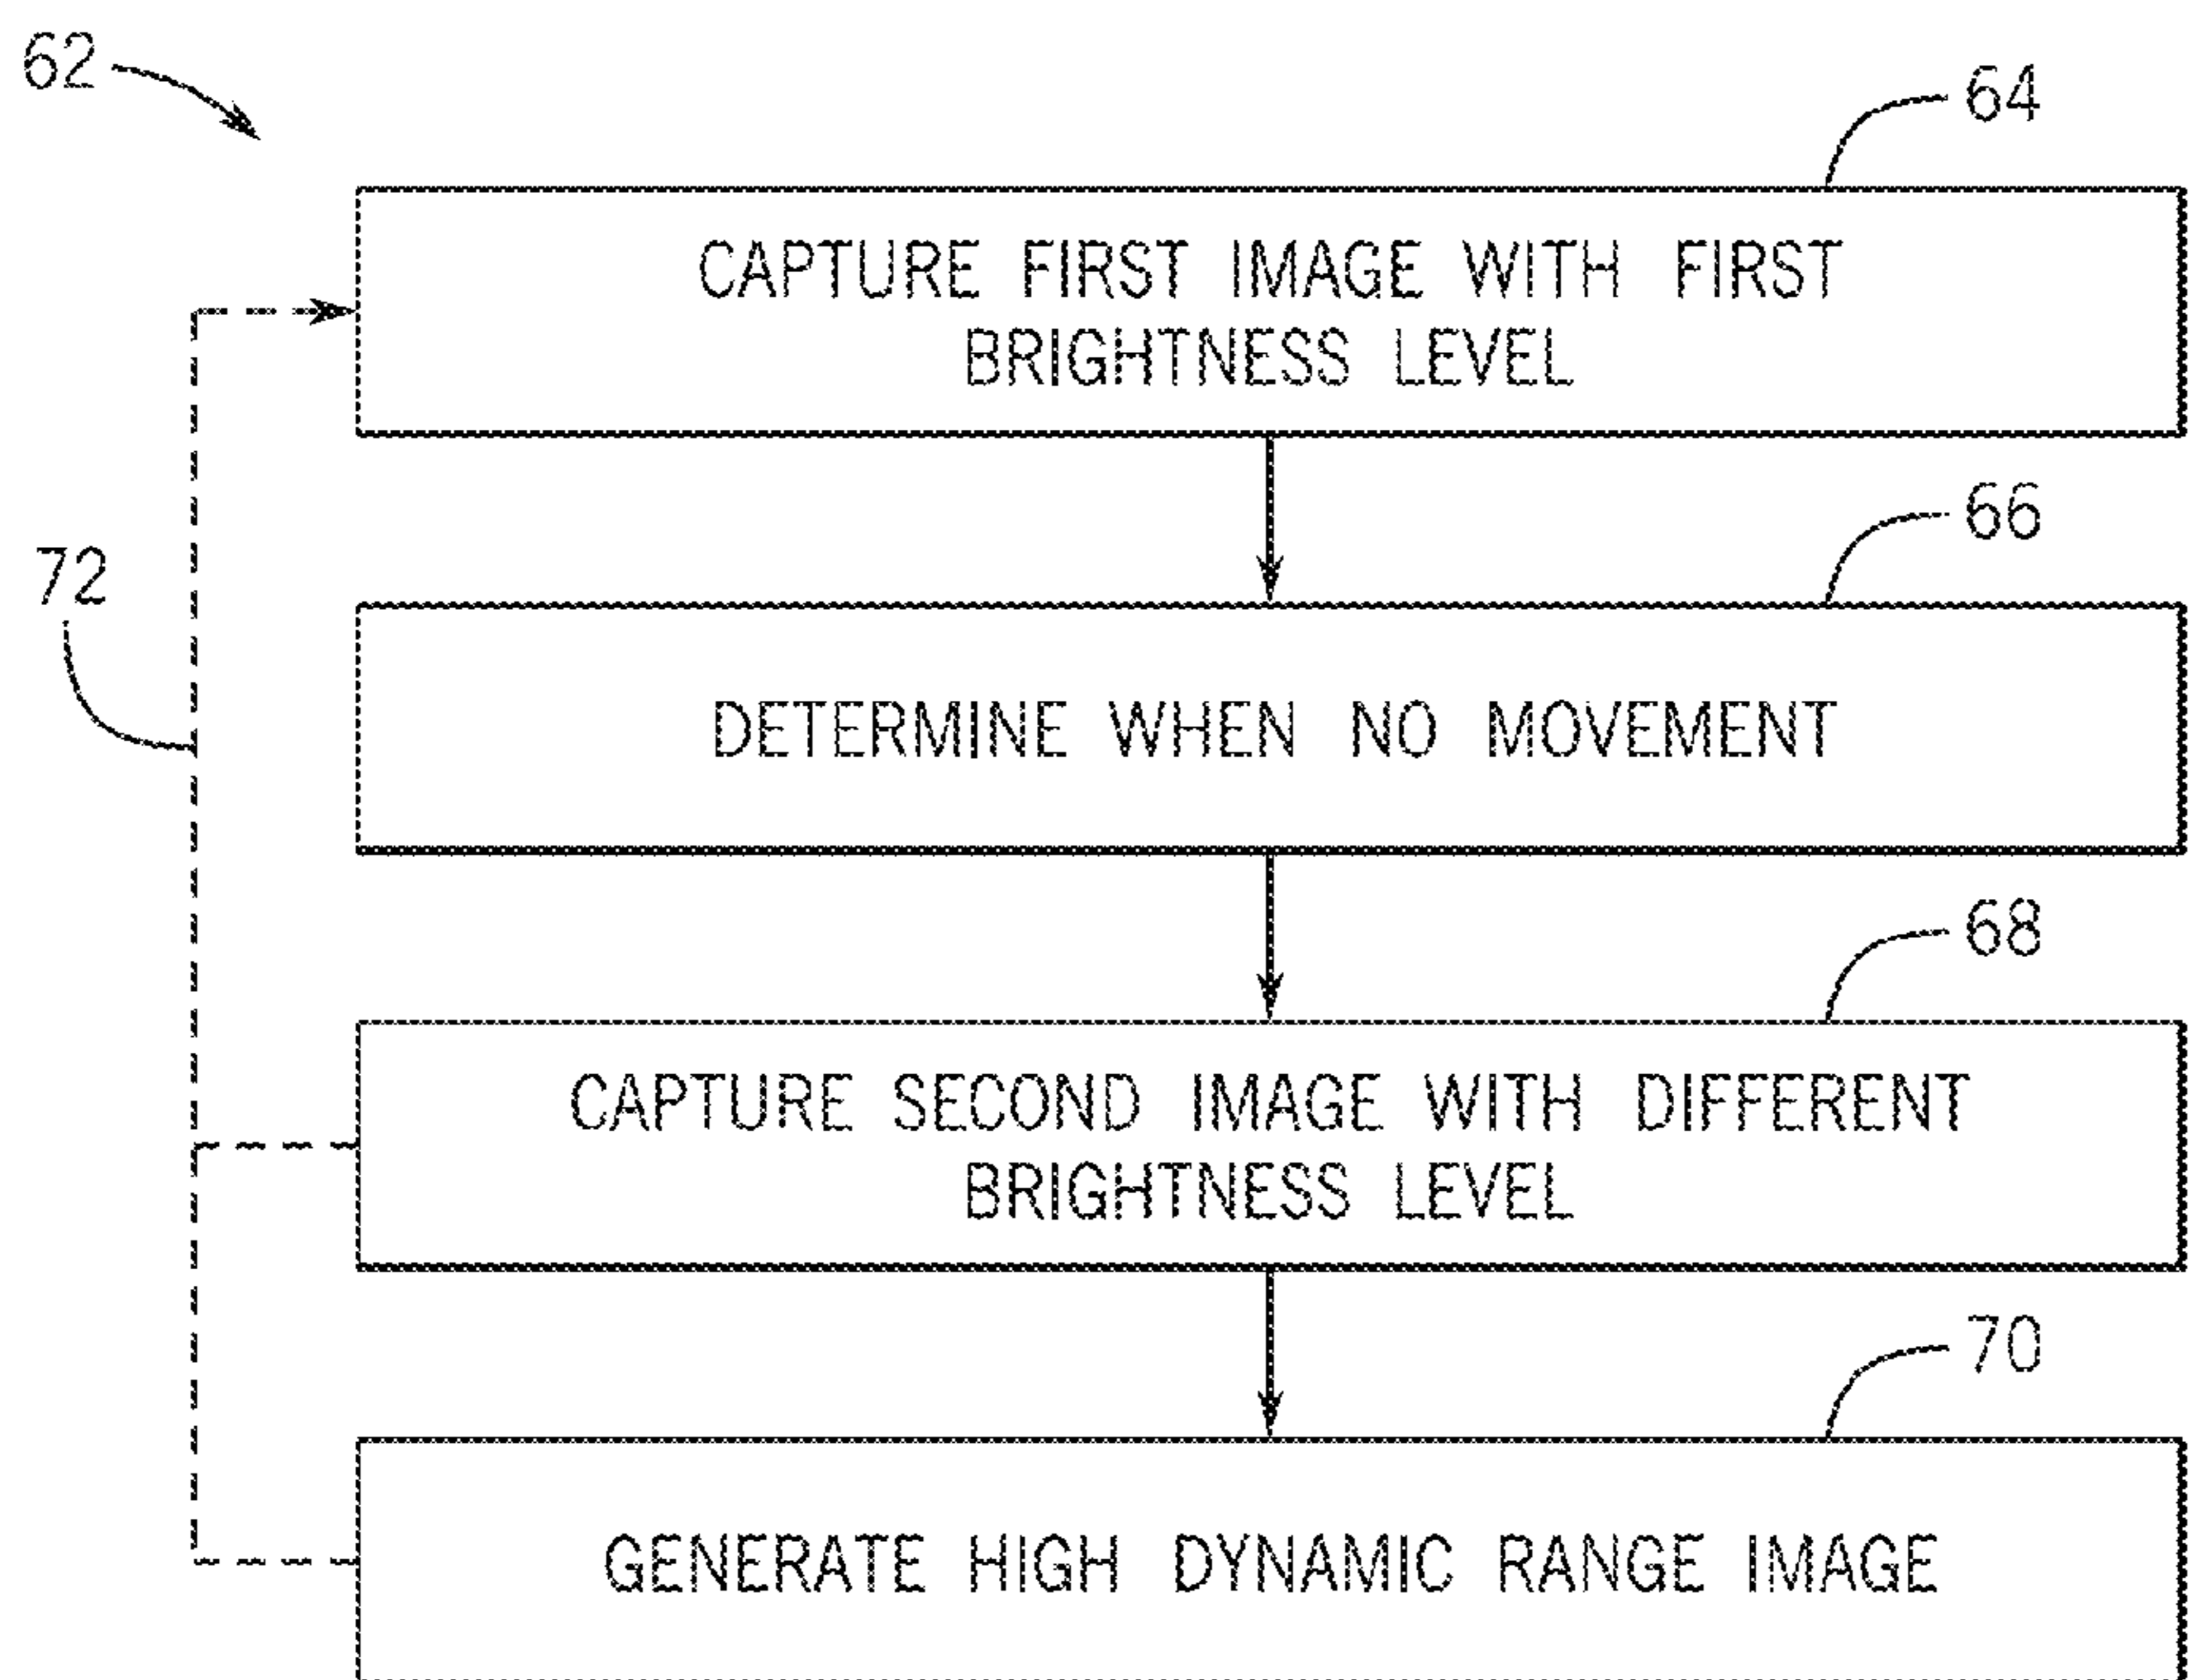 62
64
CAPTURE FIRST IMAGE WITH FIRST
BRIGHTNESS LEVEL
66
72
DETERMINE WHEN NO MOVEMENT
68
CAPTURE SECOND IMAGE WITH DIFFERENT
BRIGHTNESS LEVEL
70
GENERATE HIGH DYNAMIC RANGE IMAGE